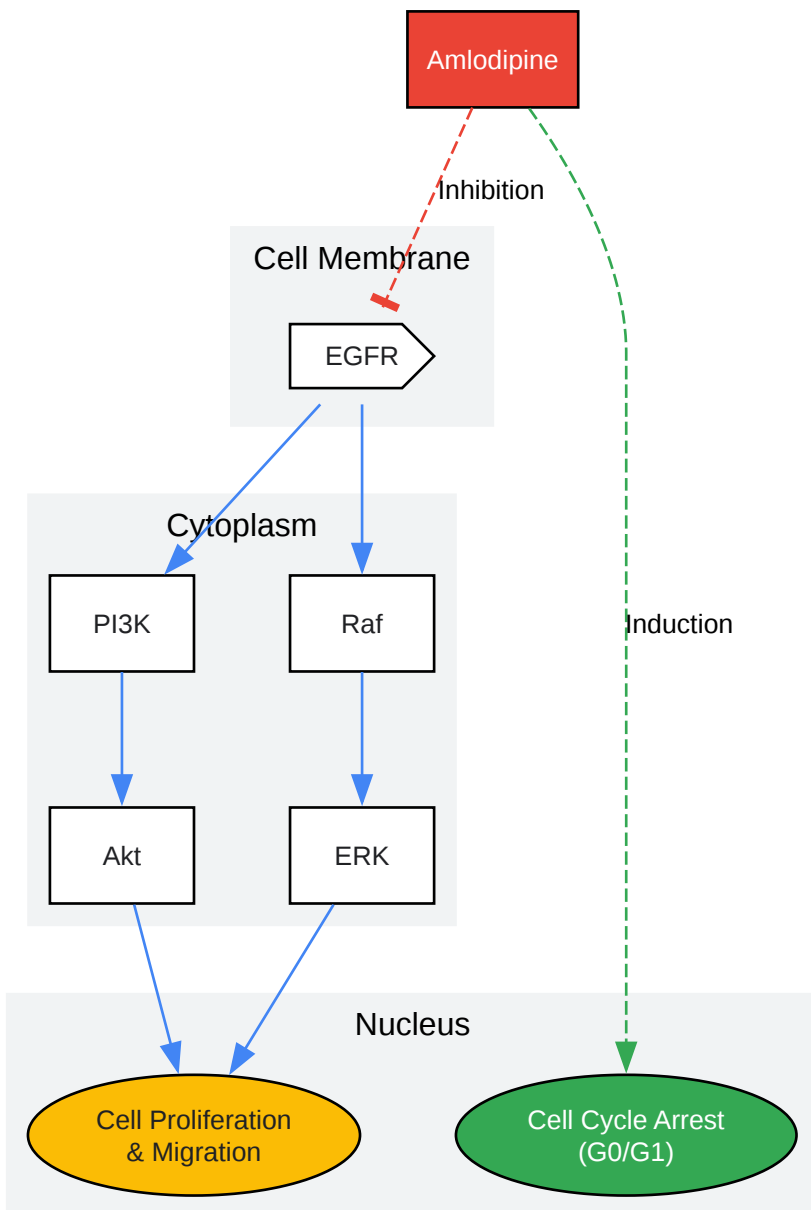 Amlodipine
Inhibition
Cell Membrane
EGFR
Cytoplasm
PI3K
Raf
Induction
Akt
ERK
Nucleus
Cell Proliferation
& Migration
Cell Cycle Arrest
(G0/G1)